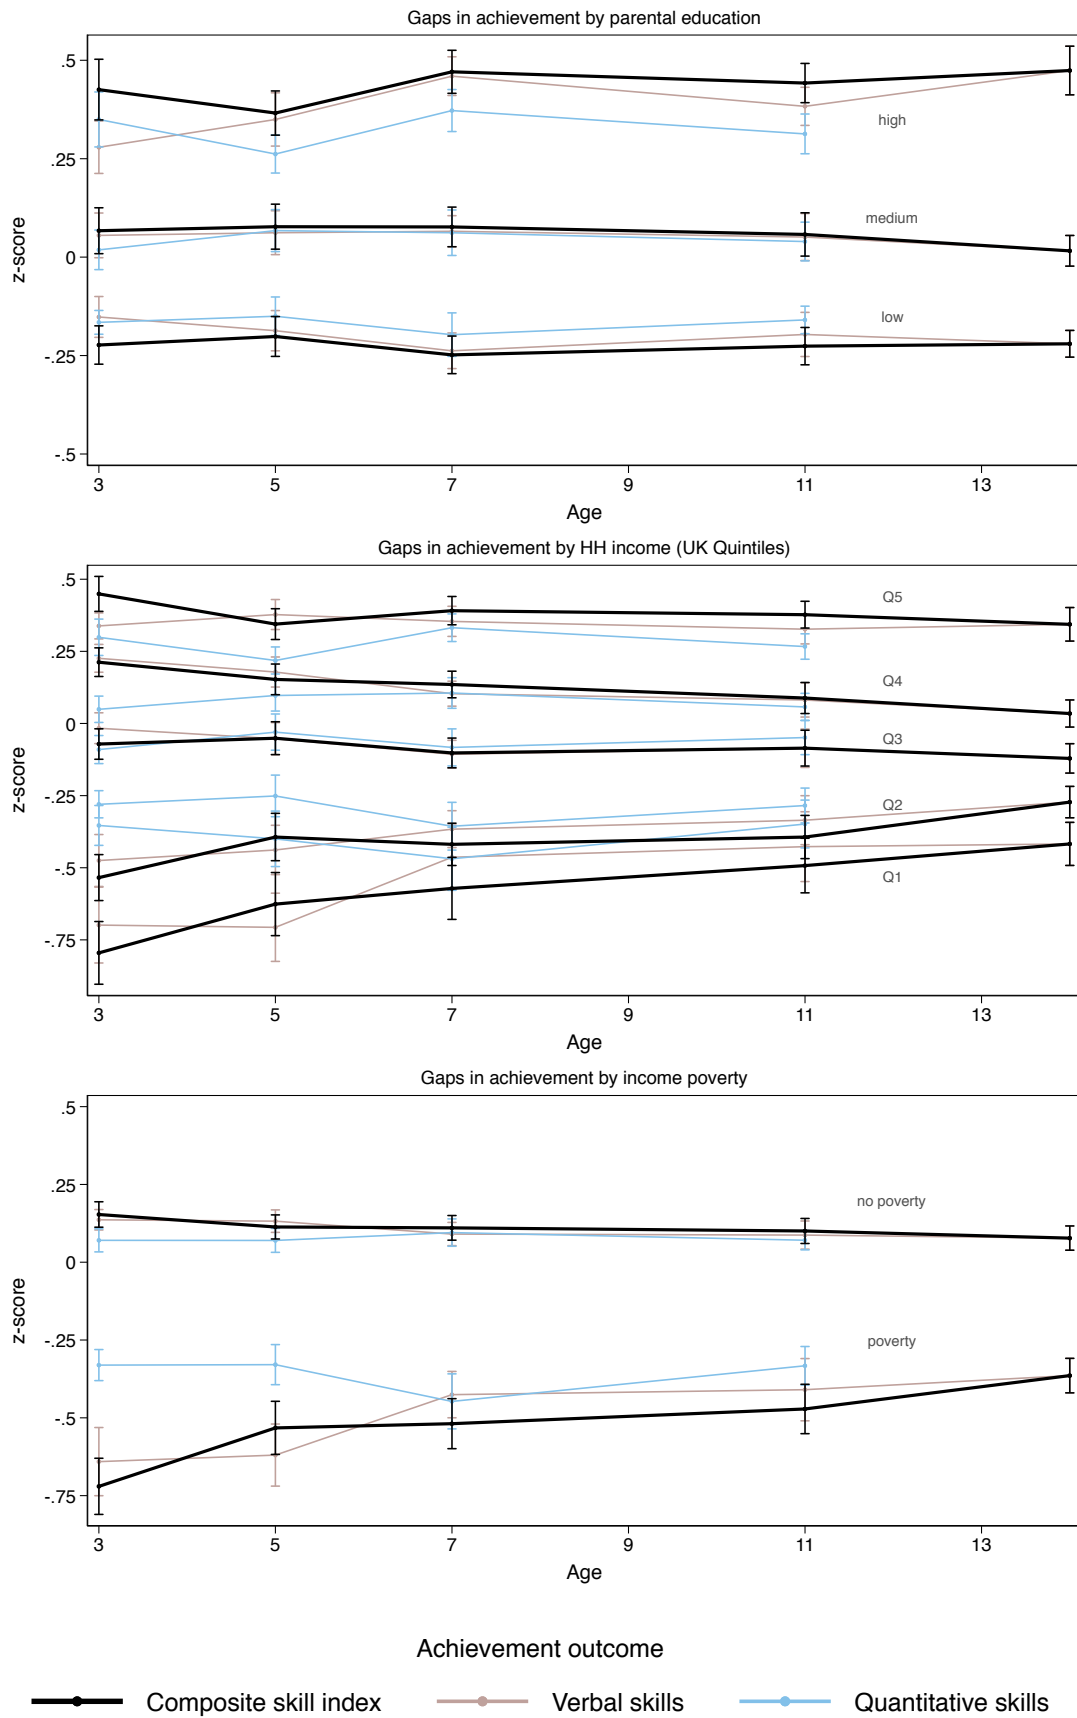 Gaps in achievement by parental education
.5
.25
0
-.25
-.5
z-score
high
medium
low
3 5 7 9 11 13
Age
Gaps in achievement by HH income (UK Quintiles)
.5
.25
0
-.25
-.5
-.75
z-score
Q5
Q4
Q3
Q2
Q1
3 5 7 9 11 13
Age
Gaps in achievement by income poverty
.5
.25
0
-.25
-.5
-.75
z-score
no poverty
poverty
3 5 7 9 11 13
Age
Achievement outcome
Composite skill index Verbal skills Quantitative skills